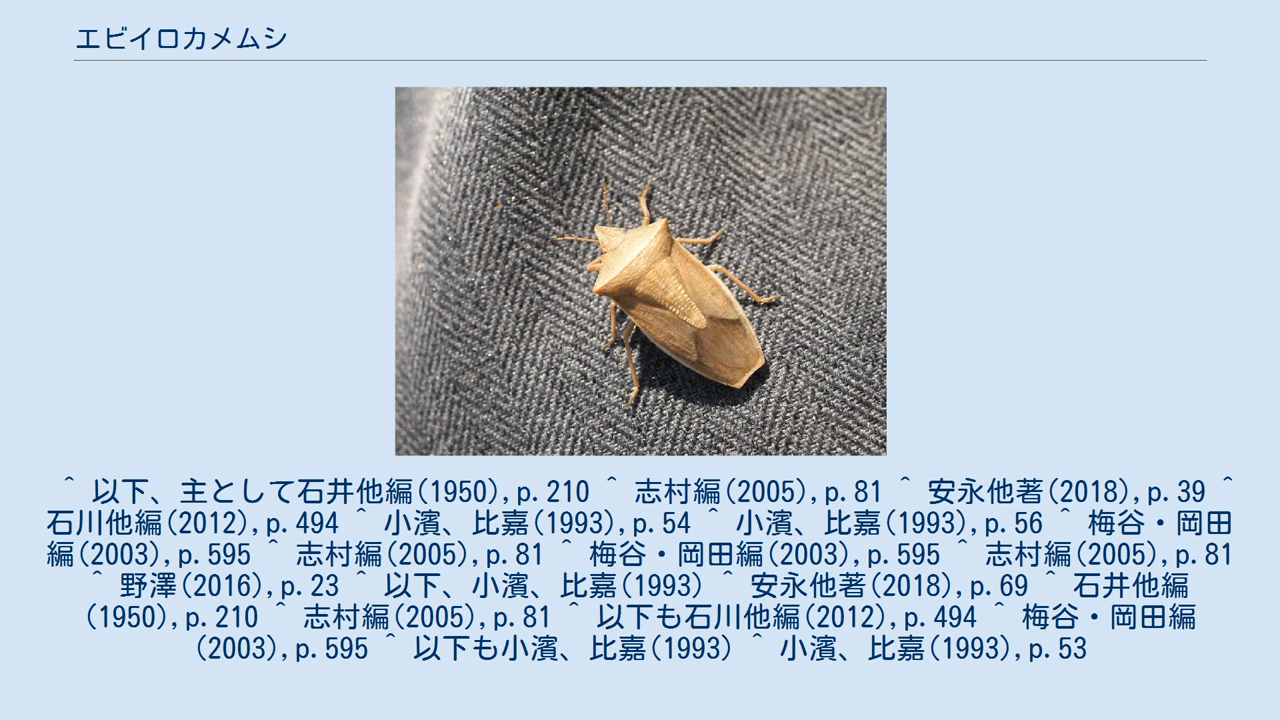 エビイロカメムシ
^ 以下、主として石井他編(1950),p.210 ^ 志村編(2005),p.81 ^ 安永他著(2018),p.39 ^
石川他編(2012),p.494 ^ 小濱、比嘉(1993),p.54 ^ 小濱、比嘉(1993),p.56 ^ 梅谷・岡田
編(2003),p.595 ^ 志村編(2005),p.81 ^ 梅谷・岡田編(2003),p.595 ^ 志村編(2005),p.81
^ 野澤(2016),p.23 ^ 以下、小濱、比嘉(1993) ^ 安永他著(2018),p.69 ^ 石井他編
(1950),p.210 ^ 志村編(2005),p.81 ^ 以下も石川他編(2012),p.494 ^ 梅谷・岡田編
(2003),p.595 ^ 以下も小濱、比嘉(1993) ^ 小濱、比嘉(1993),p.53